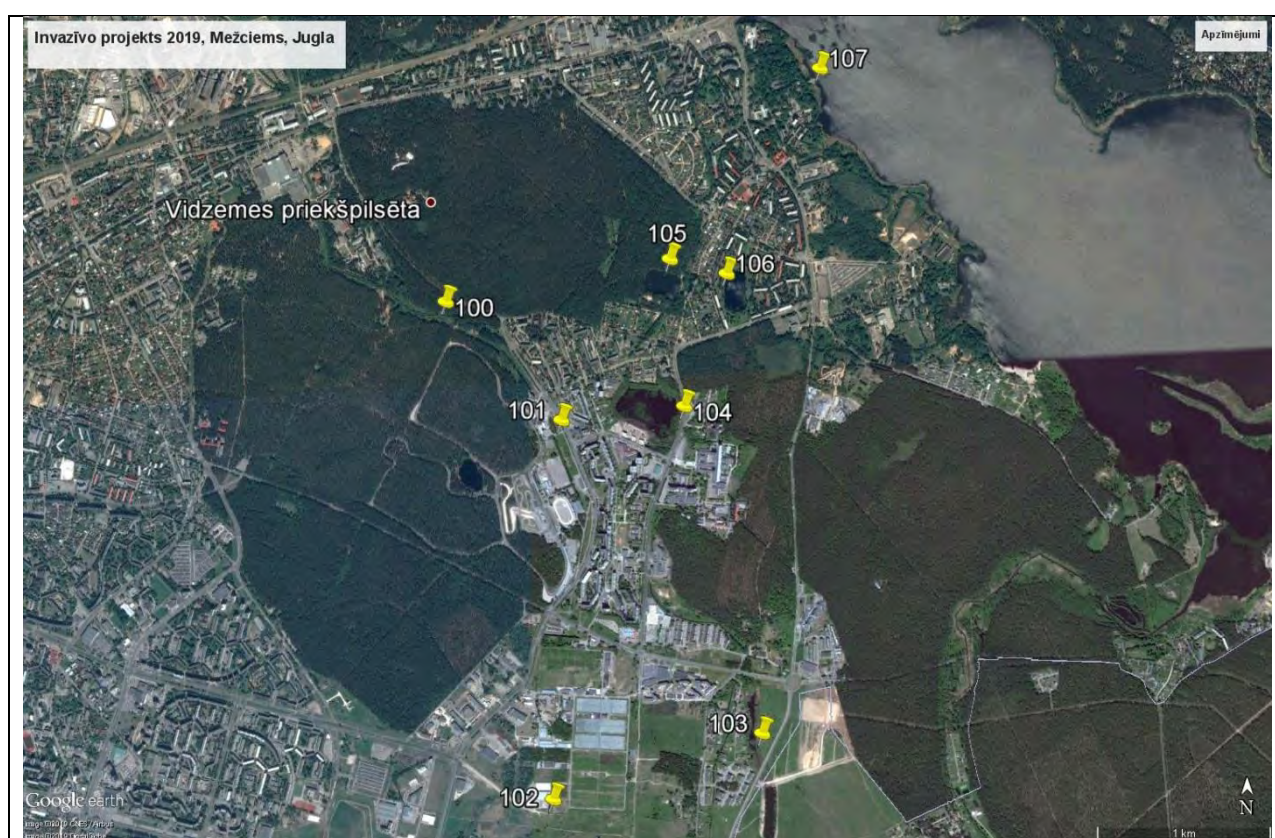 Invazīvo projekts 2019, Mežciems, Jugla
Apzīmējumi
107
Vidzemes priekšpilsēta
105
106
100
101
104
103
102
Google earth
N
1 km